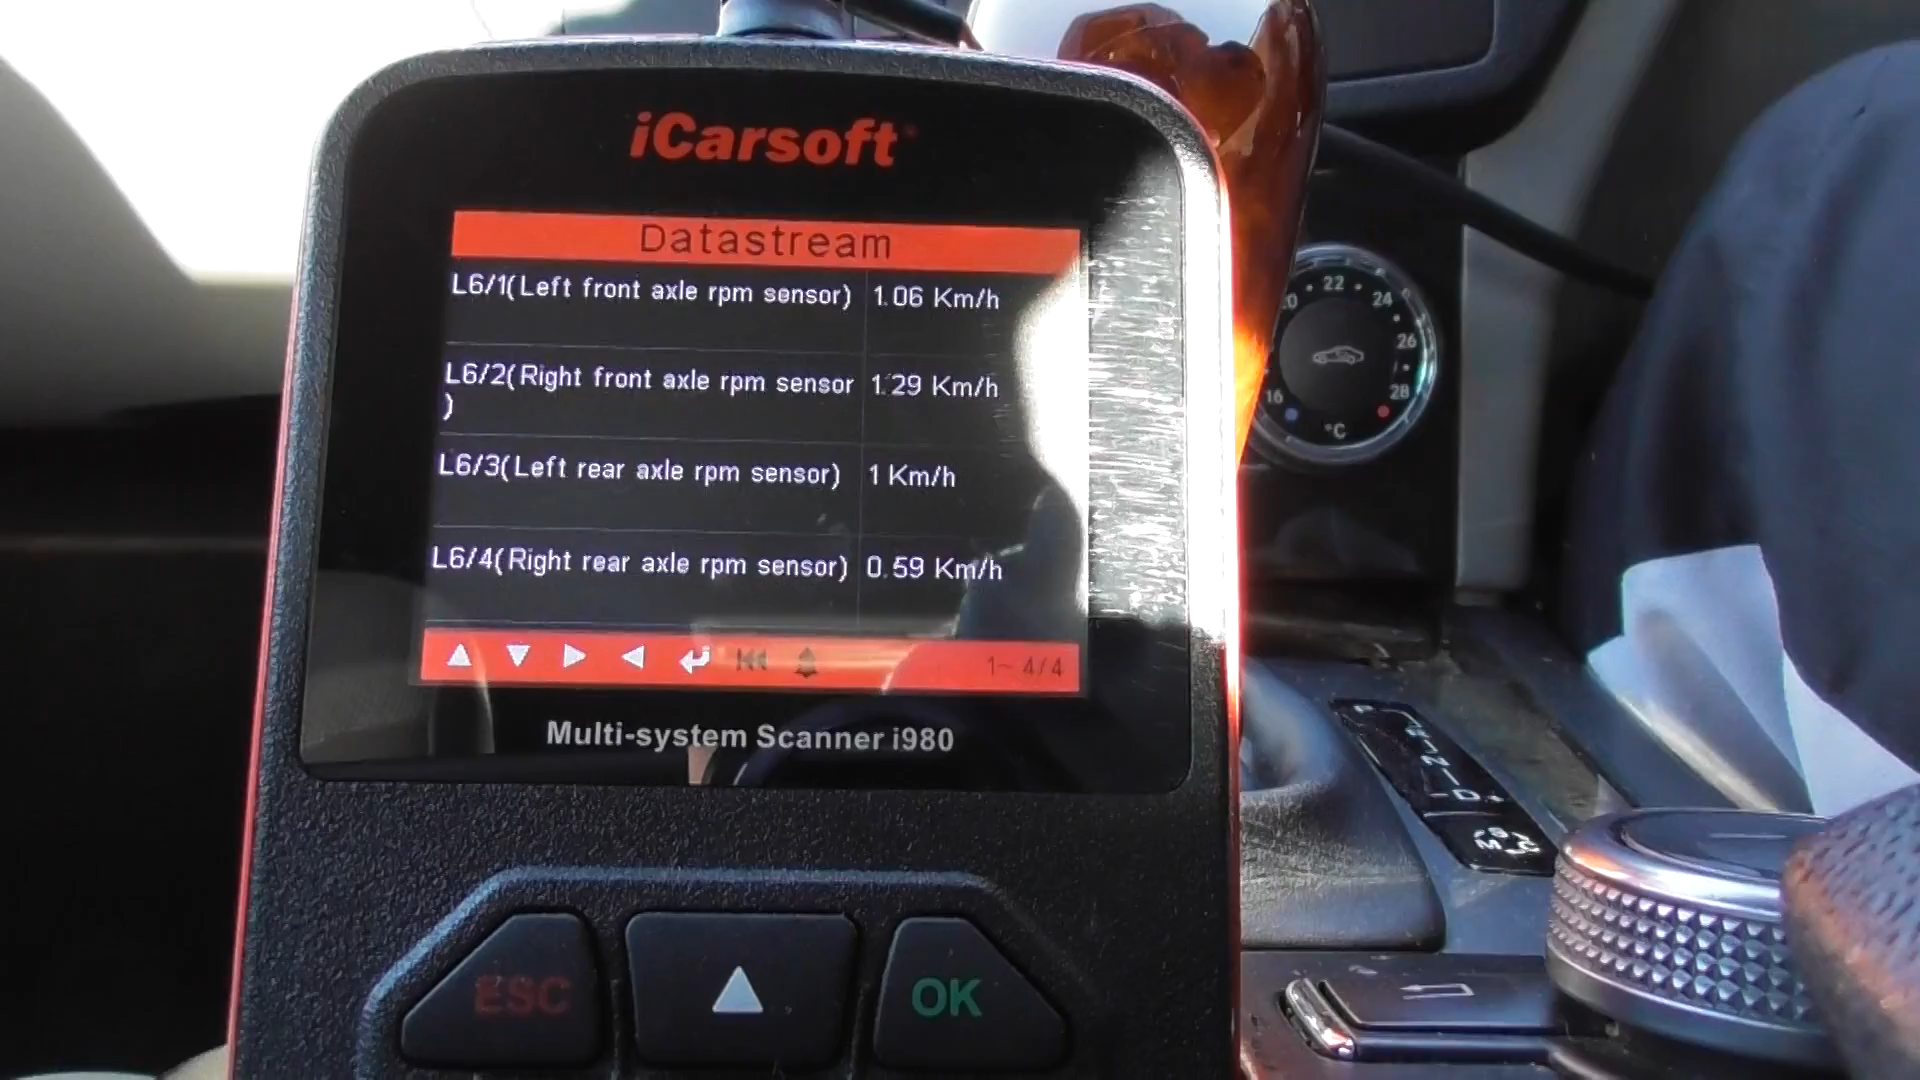 iCarsoft
Datastream
L6/1(Left front axle rpm sensor) 1.06 Km/h
L6/2(Right front axle rpm sensor 1.29 Km/h
)
L6/3(Left rear axle rpm sensor) 1 Km/h
L6/4(Right rear axle rpm sensor) 0.59 Km/h
1~ 4/4
Multi-system Scanner i980
ESC
OK
22
24
26
28
16
°C
D
M